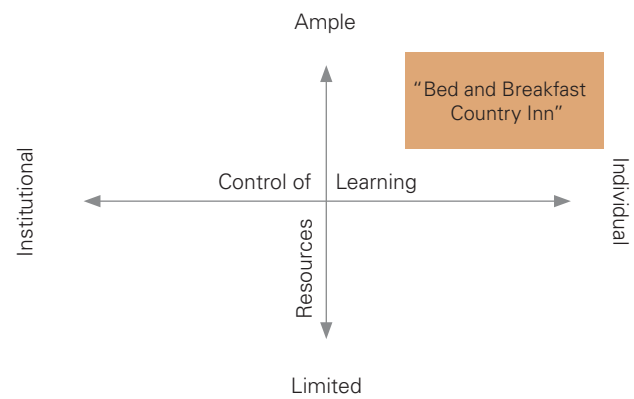 Ample
“Bed and Breakfast
Country Inn”
Control of Learning
Institutional
Individual
Resources
Limited